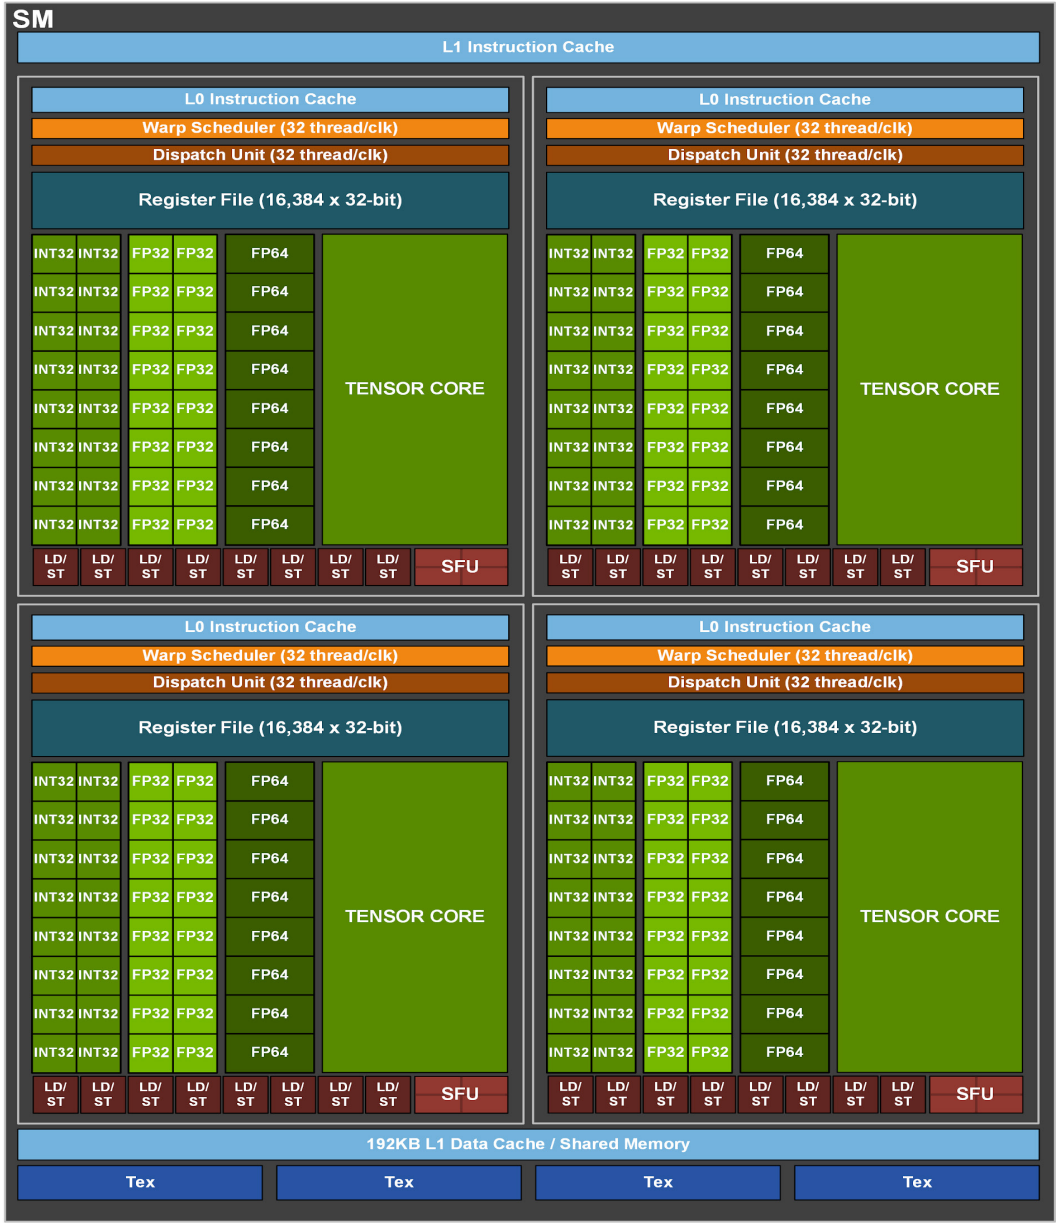 SM
L1 Instruction Cache
L0 Instruction Cache
Warp Scheduler (32 thread/clk)
Dispatch Unit (32 thread/clk)
Register File (16,384 x 32-bit)
INT32 INT32 FP32 FP32 FP64
INT32 INT32 FP32 FP32 FP64
INT32 INT32 FP32 FP32 FP64
INT32 INT32 FP32 FP32 FP64
TENSOR CORE
INT32 INT32 FP32 FP32 FP64
INT32 INT32 FP32 FP32 FP64
INT32 INT32 FP32 FP32 FP64
INT32 INT32 FP32 FP32 FP64
LD/ LD/ LD/ LD/ LD/ LD/ LD/ LD/
ST ST ST ST ST ST ST ST
SFU
L0 Instruction Cache
Warp Scheduler (32 thread/clk)
Dispatch Unit (32 thread/clk)
Register File (16,384 x 32-bit)
INT32 INT32 FP32 FP32 FP64
INT32 INT32 FP32 FP32 FP64
INT32 INT32 FP32 FP32 FP64
INT32 INT32 FP32 FP32 FP64
TENSOR CORE
INT32 INT32 FP32 FP32 FP64
INT32 INT32 FP32 FP32 FP64
INT32 INT32 FP32 FP32 FP64
INT32 INT32 FP32 FP32 FP64
LD/ LD/ LD/ LD/ LD/ LD/ LD/ LD/
ST ST ST ST ST ST ST ST
SFU
L0 Instruction Cache
Warp Scheduler (32 thread/clk)
Dispatch Unit (32 thread/clk)
Register File (16,384 x 32-bit)
INT32 INT32 FP32 FP32 FP64
INT32 INT32 FP32 FP32 FP64
INT32 INT32 FP32 FP32 FP64
INT32 INT32 FP32 FP32 FP64
TENSOR CORE
INT32 INT32 FP32 FP32 FP64
INT32 INT32 FP32 FP32 FP64
INT32 INT32 FP32 FP32 FP64
INT32 INT32 FP32 FP32 FP64
LD/ LD/ LD/ LD/ LD/ LD/ LD/ LD/
ST ST ST ST ST ST ST ST
SFU
L0 Instruction Cache
Warp Scheduler (32 thread/clk)
Dispatch Unit (32 thread/clk)
Register File (16,384 x 32-bit)
INT32 INT32 FP32 FP32 FP64
INT32 INT32 FP32 FP32 FP64
INT32 INT32 FP32 FP32 FP64
INT32 INT32 FP32 FP32 FP64
TENSOR CORE
INT32 INT32 FP32 FP32 FP64
INT32 INT32 FP32 FP32 FP64
INT32 INT32 FP32 FP32 FP64
INT32 INT32 FP32 FP32 FP64
LD/ LD/ LD/ LD/ LD/ LD/ LD/ LD/
ST ST ST ST ST ST ST ST
SFU
192KB L1 Data Cache / Shared Memory
Tex Tex Tex Tex